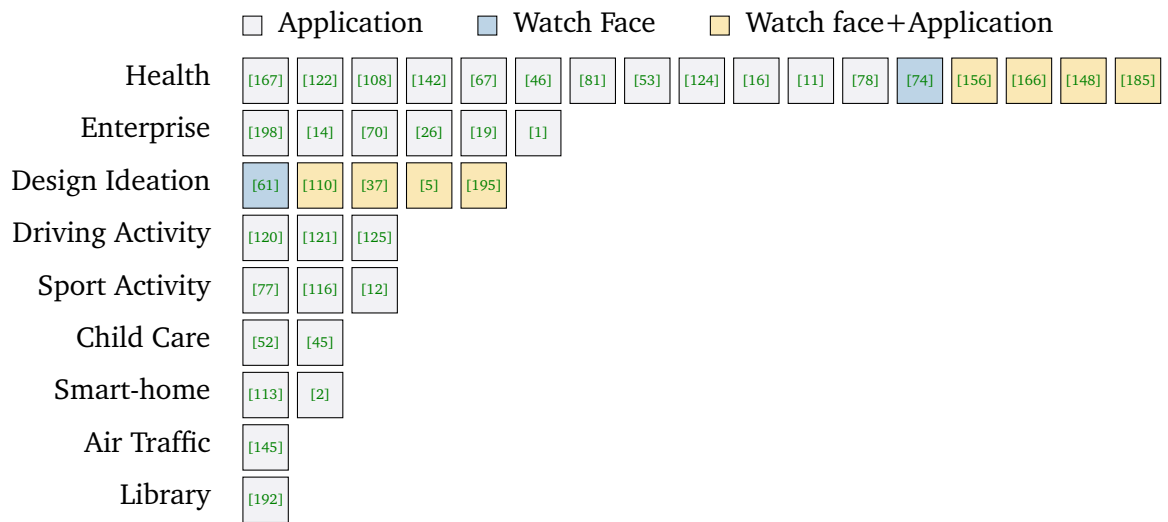 Application Watch Face Watch face+Application
Health [167] [122] [108] [142] [67] [46] [81] [53] [124] [16] [11] [78] [74] [156] [166] [148] [185]
Enterprise [198] [14] [70] [26] [19] [1]
Design Ideation [61] [110] [37] [5] [195]
Driving Activity [120] [121] [125]
Sport Activity [77] [116] [12]
Child Care [52] [45]
Smart-home [113] [2]
Air Traffic [145]
Library [192]